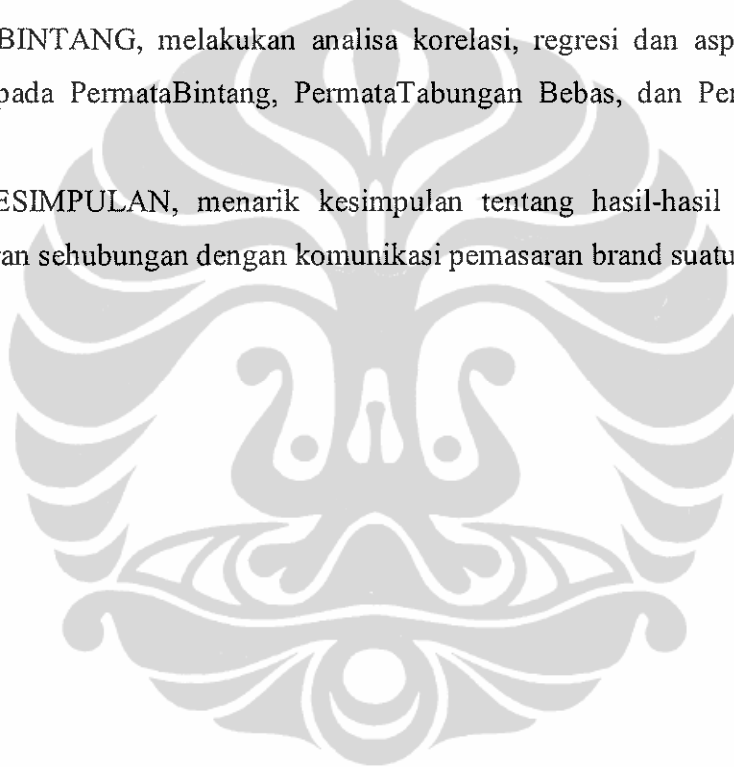 BINTANG, melakukan analisa korelasi, regresi dan asp
pada PermataBintang, PermataTabungan Bebas, dan Per
ESIMPULAN, menarik kesimpulan tentang hasil-hasil
ran sehubungan dengan komunikasi pemasaran brand suatu